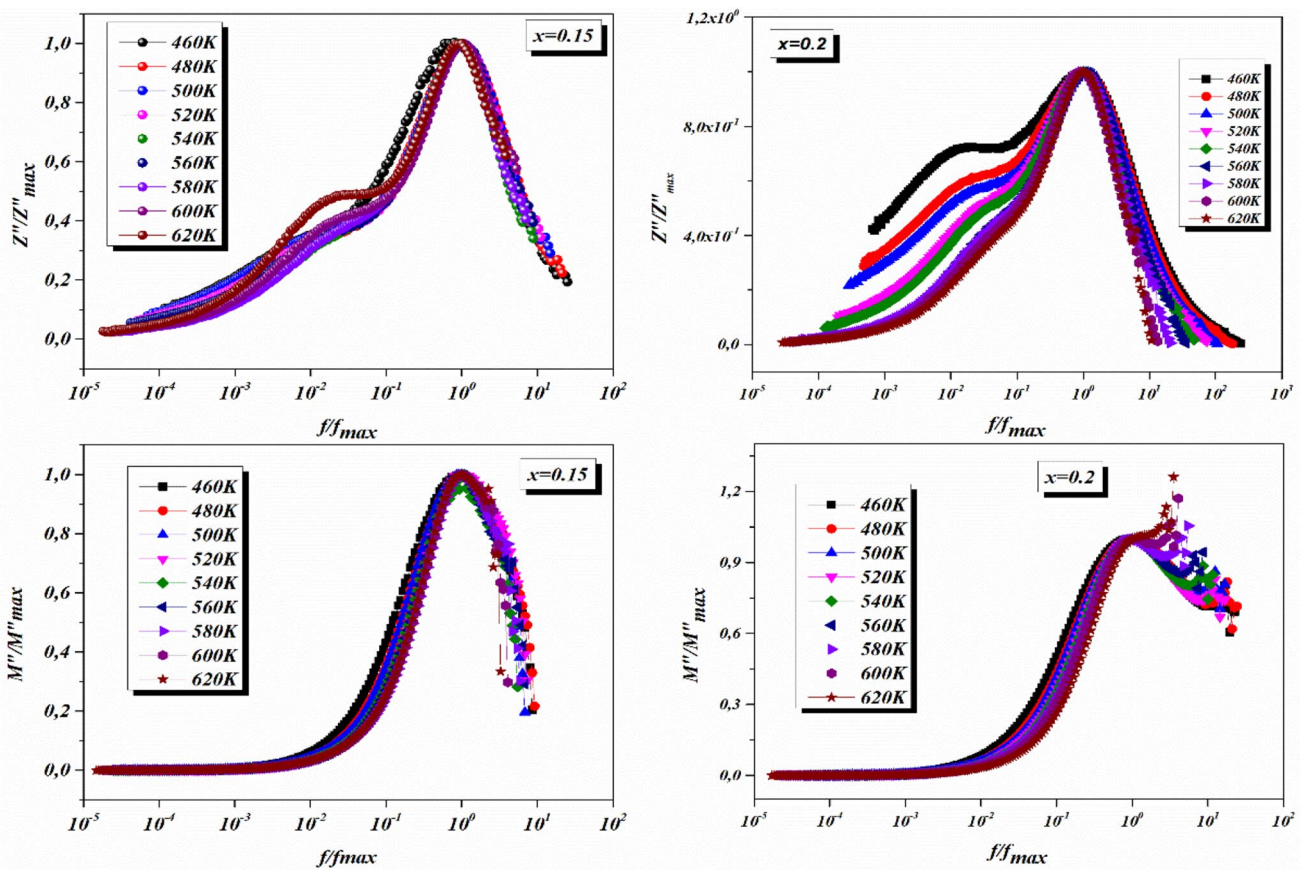 1,0
0,8
0,6
0,4
0,2
0,0
Z''/Z''max
460K
480K
500K
520K
540K
560K
580K
600K
620K
x=0.15
10-5 10-4 10-3 10-2 10-1 100 101 102
f/fmax
1,2x100
8,0x10-1
4,0x10-1
0,0
Z''/Z''max
x=0.2
460K
480K
500K
520K
540K
560K
580K
600K
620K
10-5 10-4 10-3 10-2 10-1 100 101 102 103
f/fmax
1,0
0,8
0,6
0,4
0,2
0,0
M''/M''max
460K
480K
500K
520K
540K
560K
580K
600K
620K
x=0.15
10-5 10-4 10-3 10-2 10-1 100 101 102
f/fmax
1,2
0,9
0,6
0,3
0,0
M''/M''max
460K
480K
500K
520K
540K
560K
580K
600K
620K
x=0.2
10-5 10-4 10-3 10-2 10-1 100 101 102
f/fmax